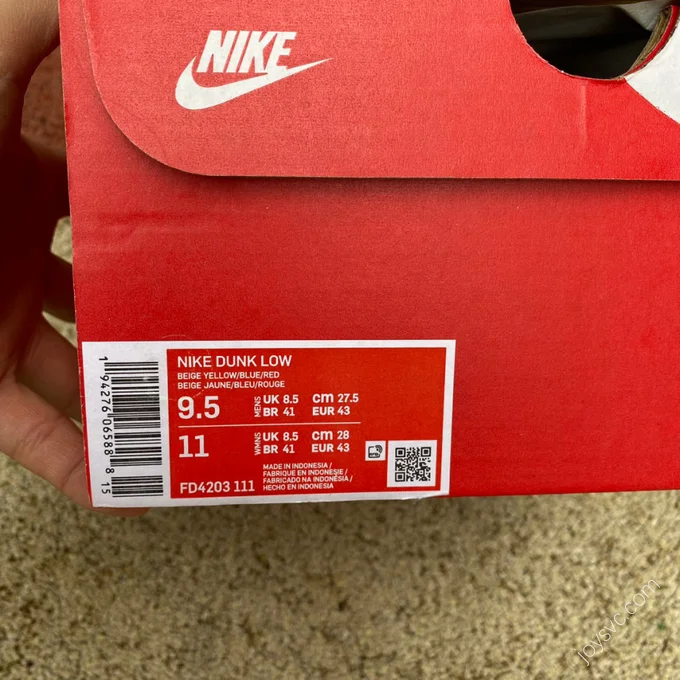 NIKE
NIKE DUNK LOW
BEIGE YELLOW/BLUE/RED
BEIGE JAUNE/BLEU/ROUGE
9.5 MENS UK 8.5 cm 27.5
BR 41 EUR 43
11 WMNS UK 8.5 cm 28
BR 41 EUR 43
MADE IN INDONESIA/
FABRIQUE EN INDONESIE/
FABRICADO NA INDONÉSIA/
FD4203 111 HECHO EN INDONESIA
1 94276 06588 8 15
joysvc.com